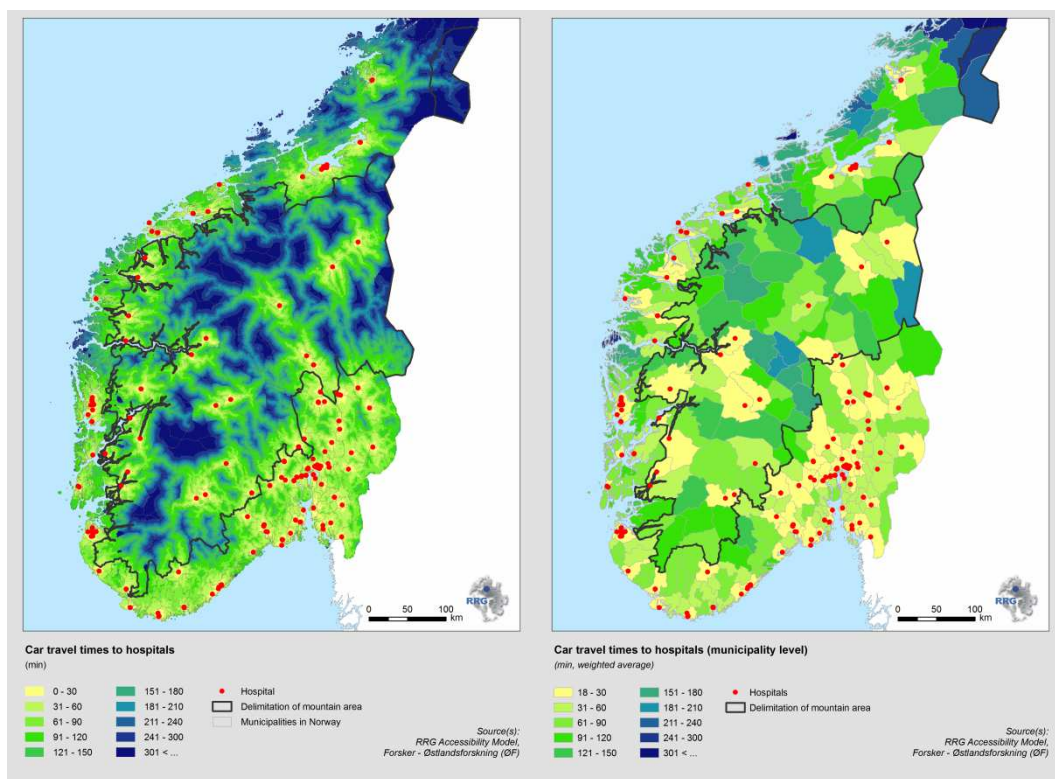 RRG
0 50 100
km
Car travel times to hospitals
(min)
0 - 30
31 - 60
61 - 90
91 - 120
121 - 150
151 - 180
181 - 210
211 - 240
241 - 300
301 < ...
Hospital
Delimitation of mountain area
Municipalities in Norway
Source(s):
RRG Accessibility Model,
Forsker - Østlandsforskning (ØF)
RRG
0 50 100
km
Car travel times to hospitals (municipality level)
(min, weighted average)
18 - 30
31 - 60
61 - 90
91 - 120
121 - 150
151 - 180
181 - 210
211 - 240
241 - 300
301 < ...
Hospitals
Delimitation of mountain area
Source(s):
RRG Accessibility Model,
Forsker - Østlandsforskning (ØF)